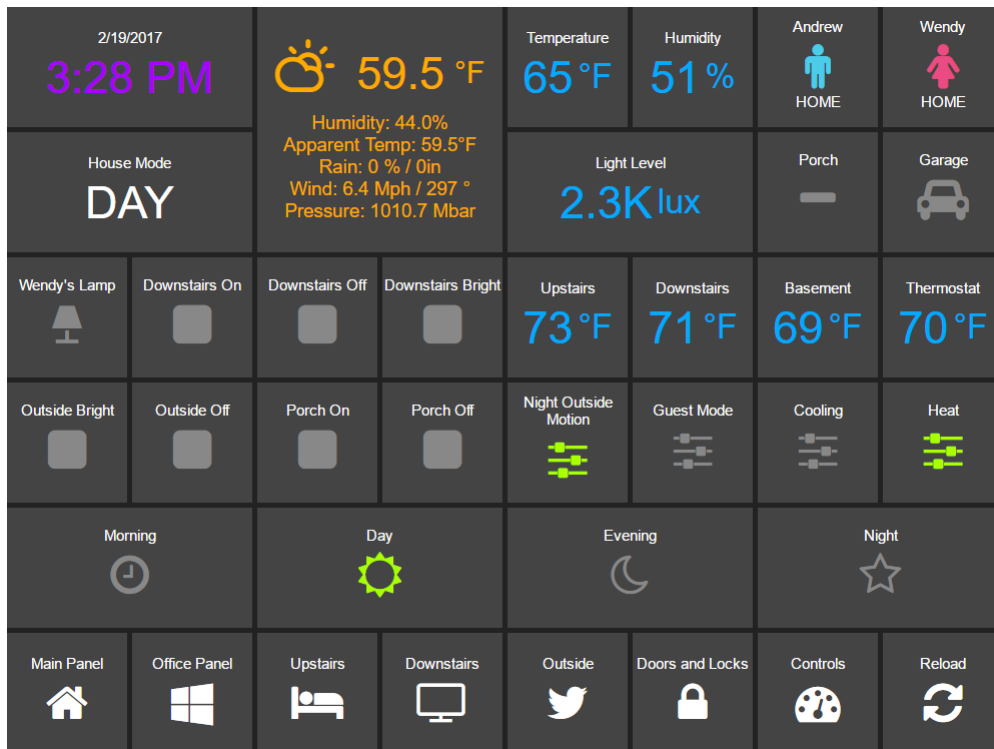 2/19/2017
3:28 PM
59.5 °F
Humidity: 44.0%
Apparent Temp: 59.5°F
Rain: 0 % / 0in
Wind: 6.4 Mph / 297 °
Pressure: 1010.7 Mbar
Temperature
65 °F
Humidity
51 %
Andrew
HOME
Wendy
HOME
House Mode
DAY
Light Level
2.3K lux
Porch
Garage
Wendy's Lamp
Downstairs On
Downstairs Off
Downstairs Bright
Upstairs
73 °F
Downstairs
71 °F
Basement
69 °F
Thermostat
70 °F
Outside Bright
Outside Off
Porch On
Porch Off
Night Outside
Motion
Guest Mode
Cooling
Heat
Morning
Day
Evening
Night
Main Panel
Office Panel
Upstairs
Downstairs
Outside
Doors and Locks
Controls
Reload